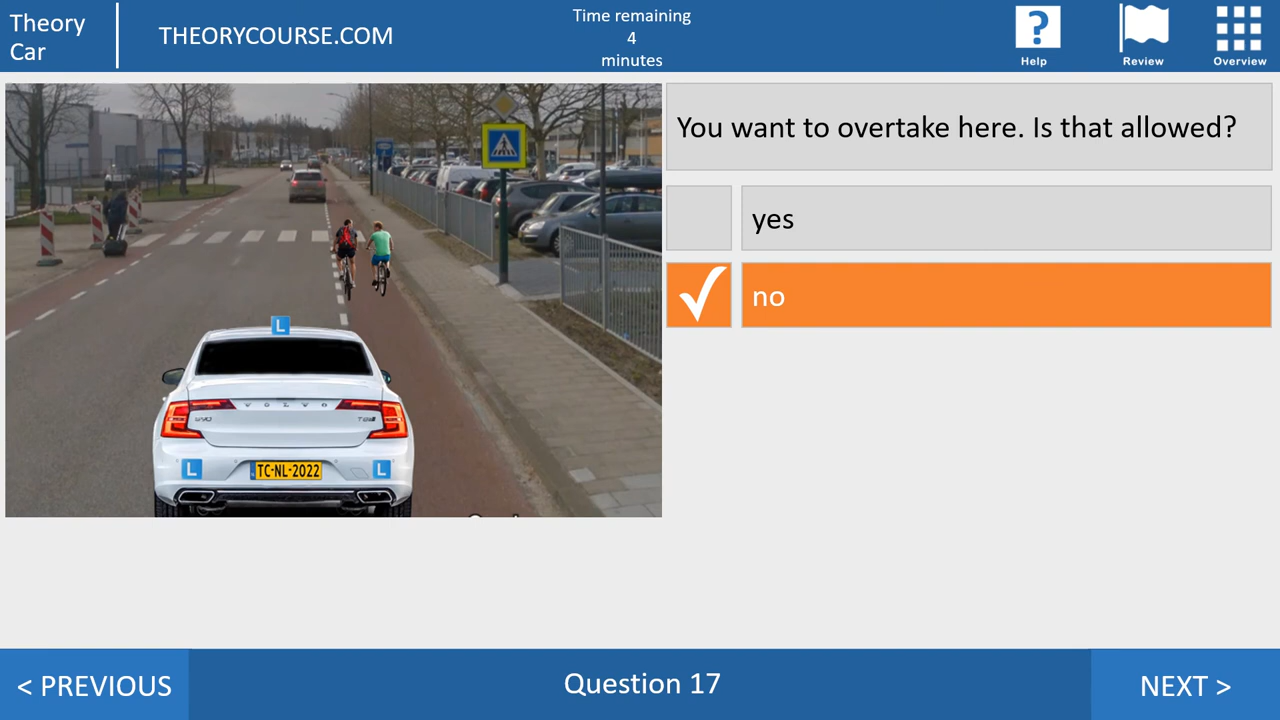 Theory
Car
THEORYCOURSE.COM
Time remaining
4
minutes
Help
Review
Overview
You want to overtake here. Is that allowed?
yes
no
L
VOLVO
L
TC-NL-2022
L
< PREVIOUS
Question 17
NEXT >